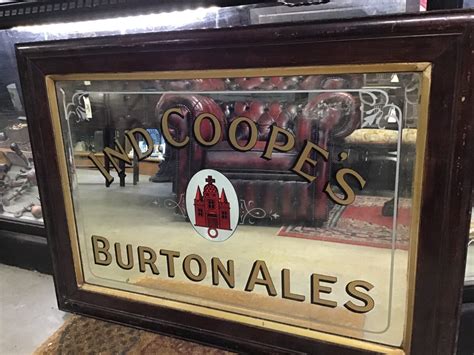 IND COOPE'S
BURTON ALES